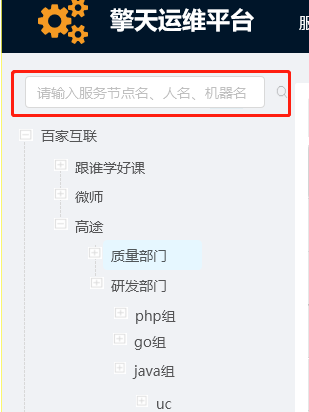 擎天运维平台
请输入服务节点名、人名、机器名
百家互联
跟谁学好课
微师
高途
质量部门
研发部门
php组
go组
java组
uc